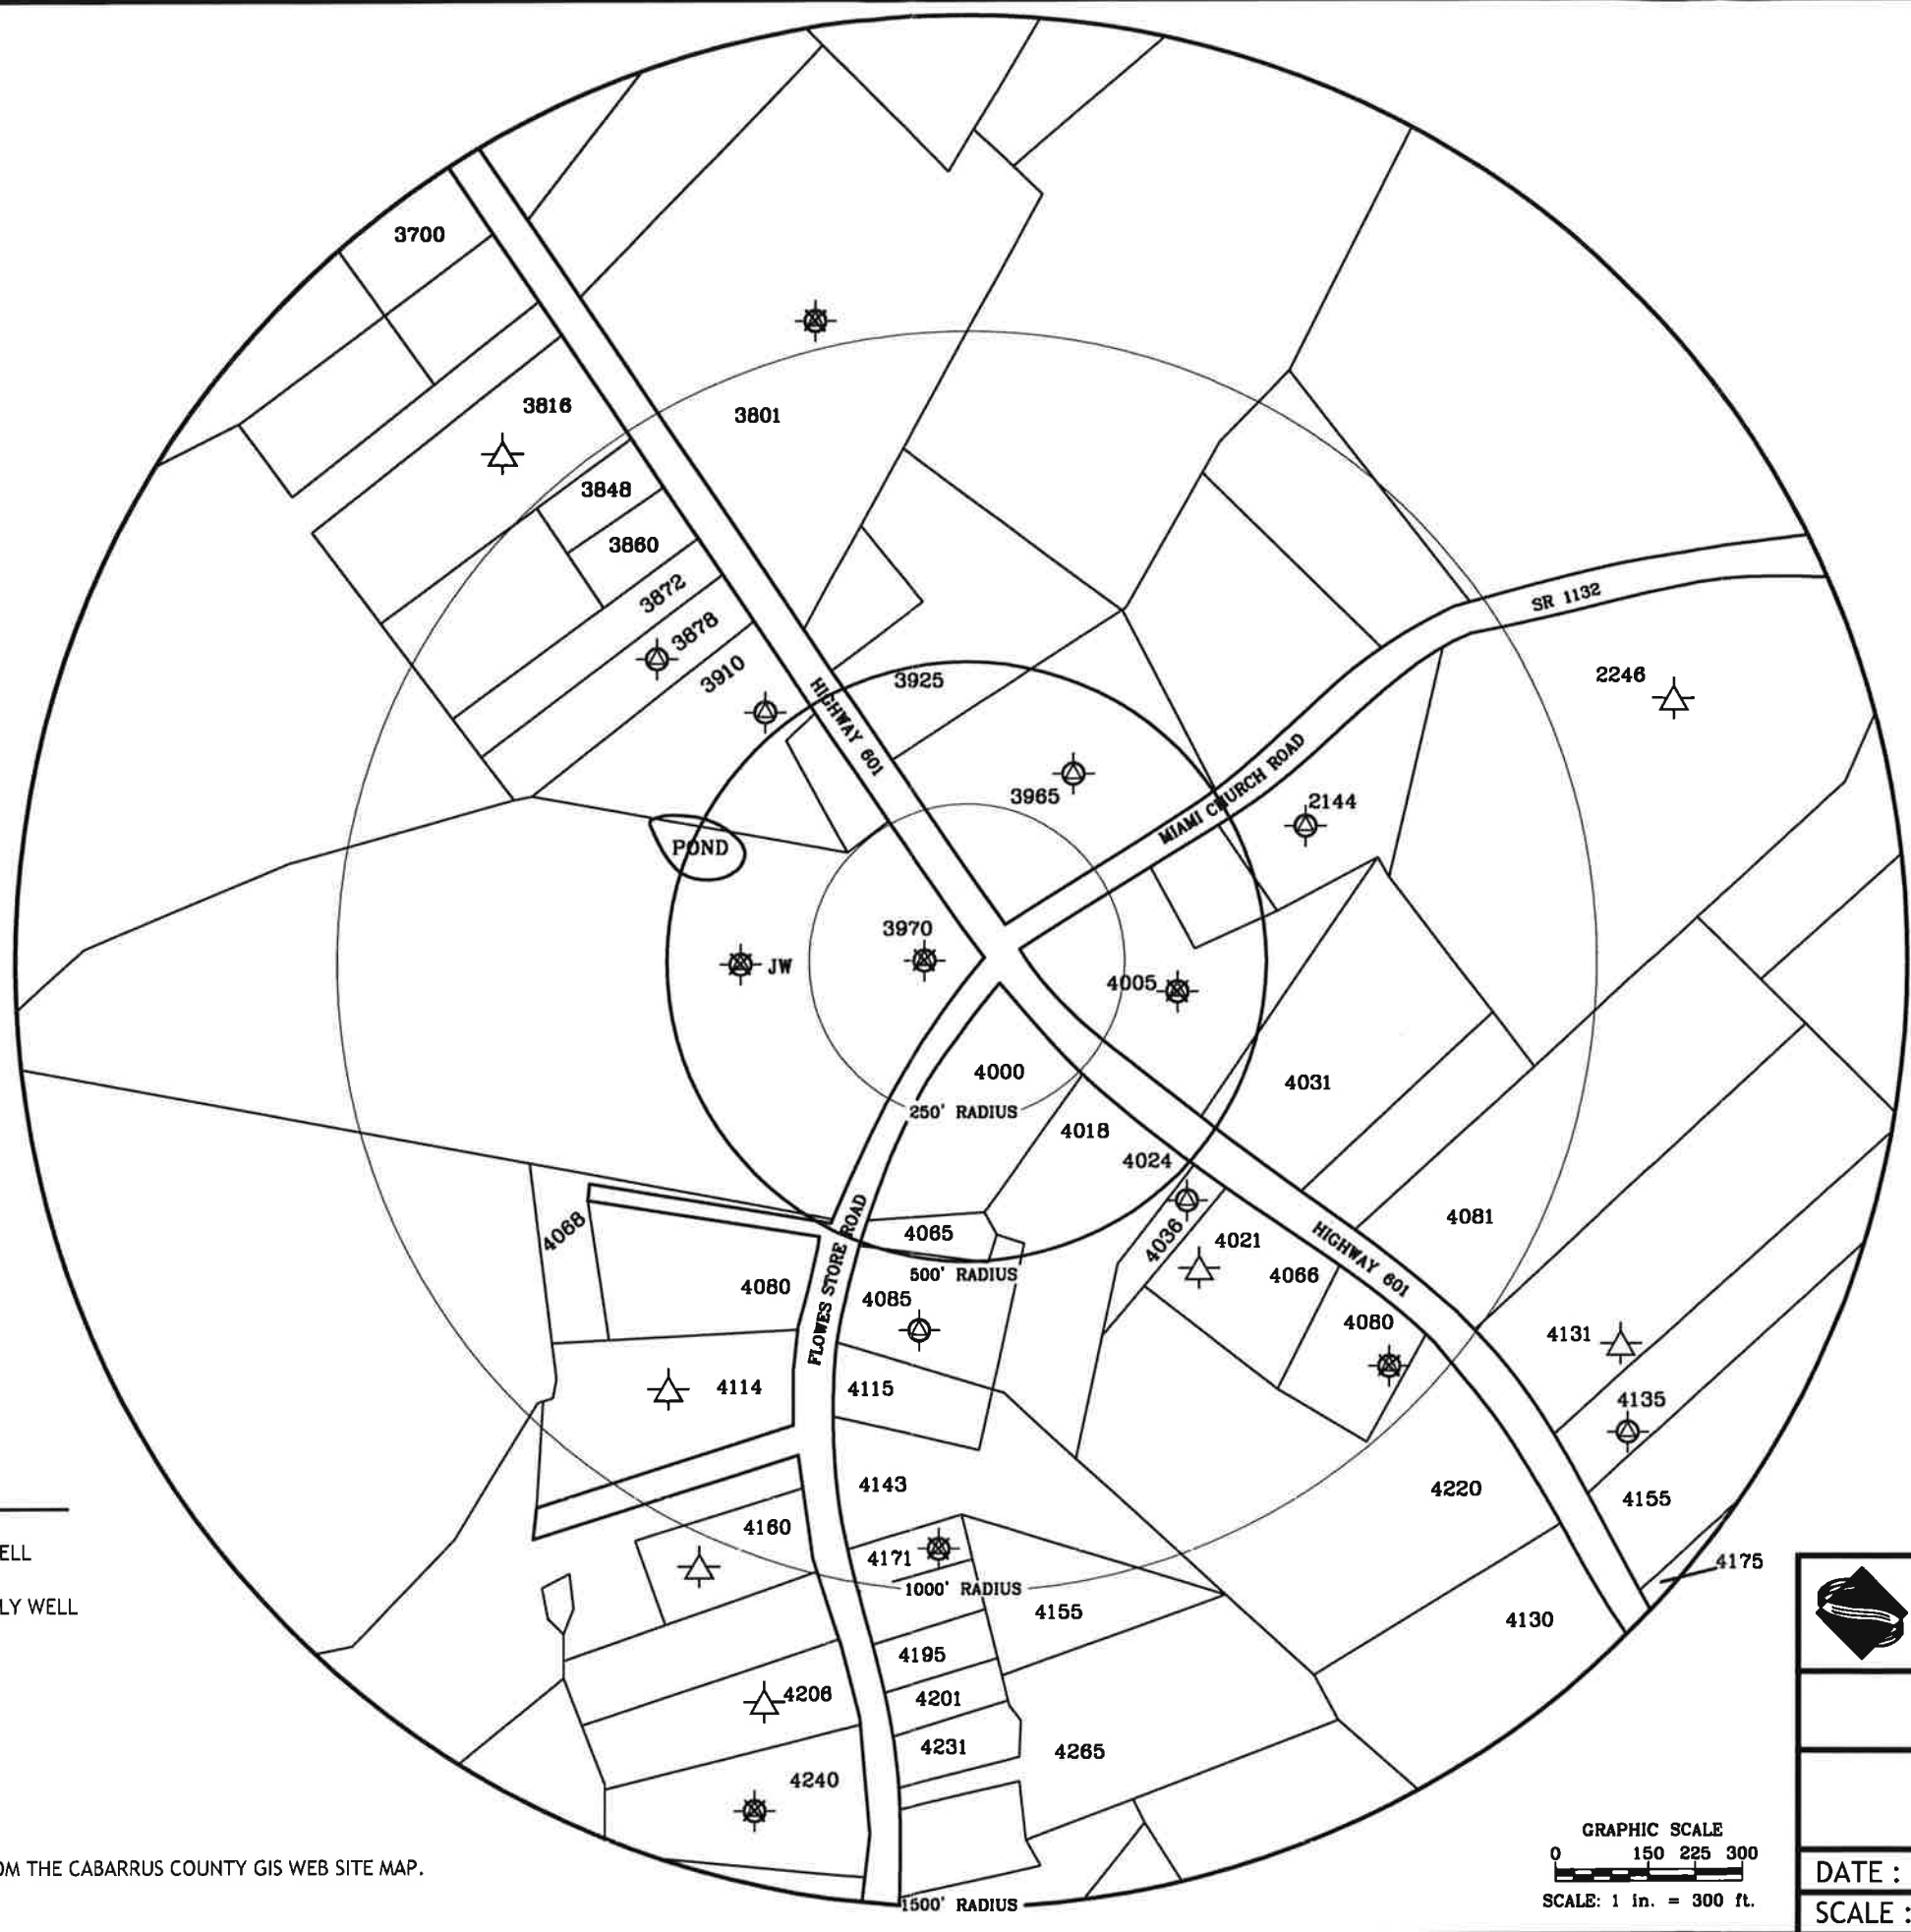 3700
3816
3801
3848
3860
3872
3878
3910
SR 1132
2246
3925
HIGHWAY 601
3965
MIAMI CHURCH ROAD
2144
POND
3970
JW
4005
4000
4031
250' RADIUS
4018
4024
4068
4065
4036
4021
4081
500' RADIUS
4066
HIGHWAY 601
4080
4085
FLOWES STORE ROAD
4080
4131
4114
4115
4135
4143
4220
4155
4160
4171
4175
ELL
1000' RADIUS
LY WELL
4155
4130
4195
4206
4201
4231
4265
4240
GRAPHIC SCALE
0 150 225 300
OM THE CABARRUS COUNTY GIS WEB SITE MAP.
DATE :
SCALE: 1 in. = 300 ft.
1500' RADIUS
SCALE :